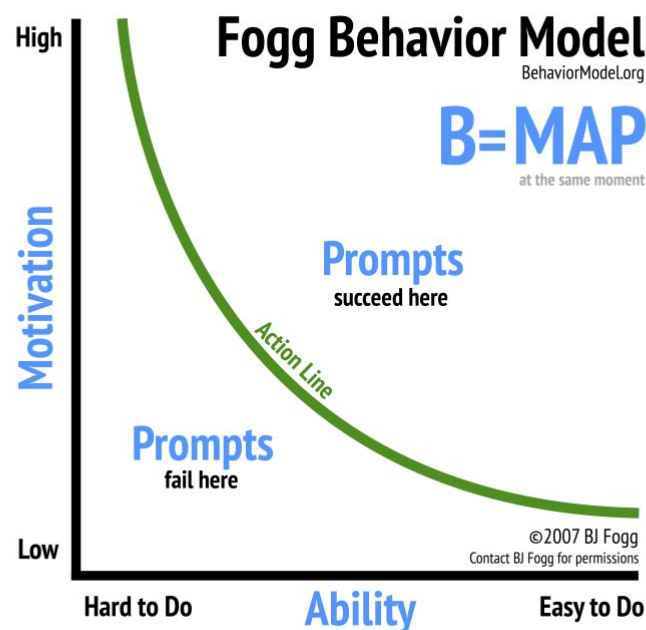 High
Fogg Behavior Model
BehaviorModel.org
B=MAP
at the same moment
Motivation
Prompts
succeed here
Action Line
Prompts
fail here
Low
©2007 BJ Fogg
Contact BJ Fogg for permissions
Hard to Do
Ability
Easy to Do